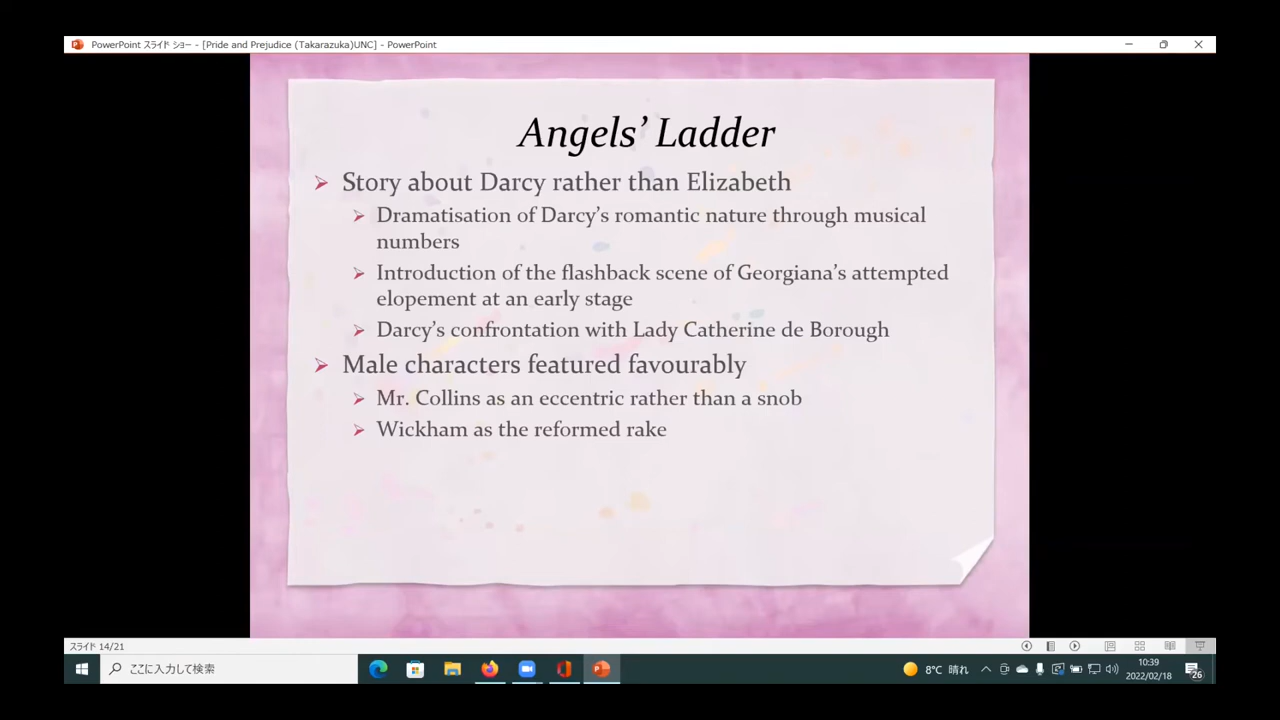 PowerPoint スライド ショー - [Pride and Prejudice (Takarazuka)UNC] - PowerPoint
Angels’ Ladder
Story about Darcy rather than Elizabeth
Dramatisation of Darcy’s romantic nature through musical
numbers
Introduction of the flashback scene of Georgiana’s attempted
elopement at an early stage
Darcy’s confrontation with Lady Catherine de Borough
Male characters featured favourably
Mr. Collins as an eccentric rather than a snob
Wickham as the reformed rake
スライド 14/21
ここに入力して検索
8°C 晴れ
10:39
2022/02/18
26